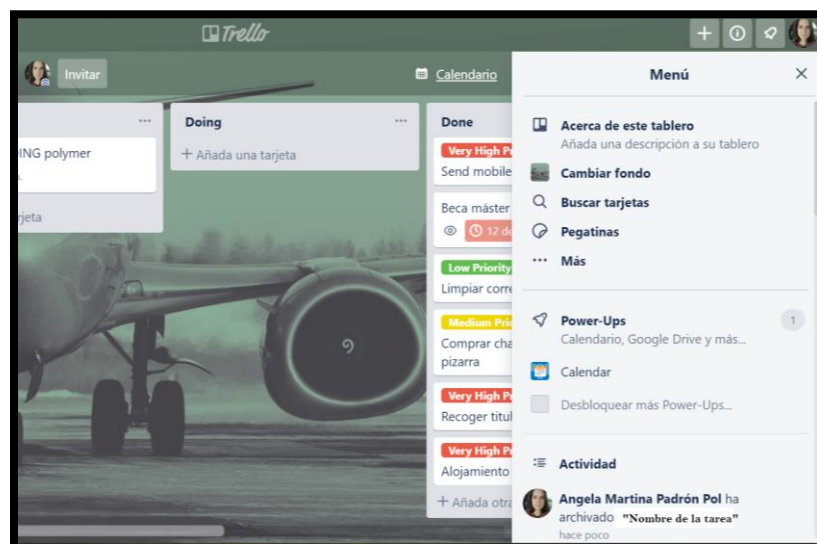 Trello
Invitar
Calendario
ING polymer
rjeta
Doing
Añada una tarjeta
Done
Very High P
Send mobile
Beca máster
12 de
Low Priority
Limpiar corre
Medium Prio
Comprar cha
pizarra
Very High P
Recoger titul
Very High P
Alojamiento
+ Añada otra
Menú
Acerca de este tablero
Añada una descripción a su tablero
Cambiar fondo
Buscar tarjetas
Pegatinas
Más
Power-Ups 1
Calendario, Google Drive y más...
Calendar
Desbloquear más Power-Ups...
Actividad
Angela Martina Padrón Pol ha
archivado "Nombre de la tarea"
hace poco